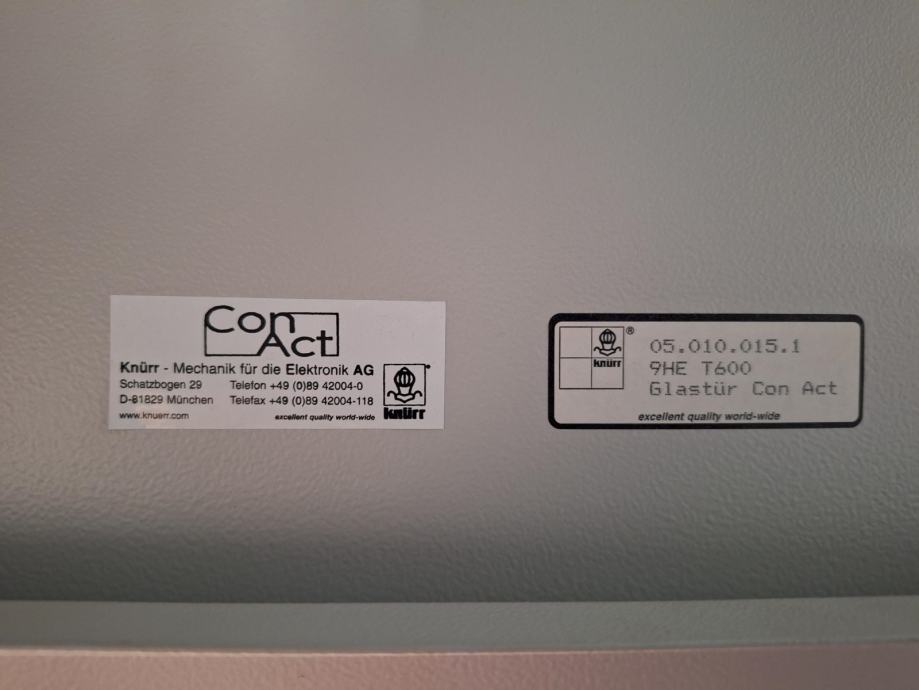 Con
Act
Knürr - Mechanik für die Elektronik AG
Schatzbogen 29 Telefon +49 (0)89 42004-0
D-81829 München Telefax +49 (0)89 42004-118
www.knuerr.com excellent quality world-wide
knürr
®
knürr
05.010.015.1
9HE T600
Glastür Con Act
excellent quality world-wide